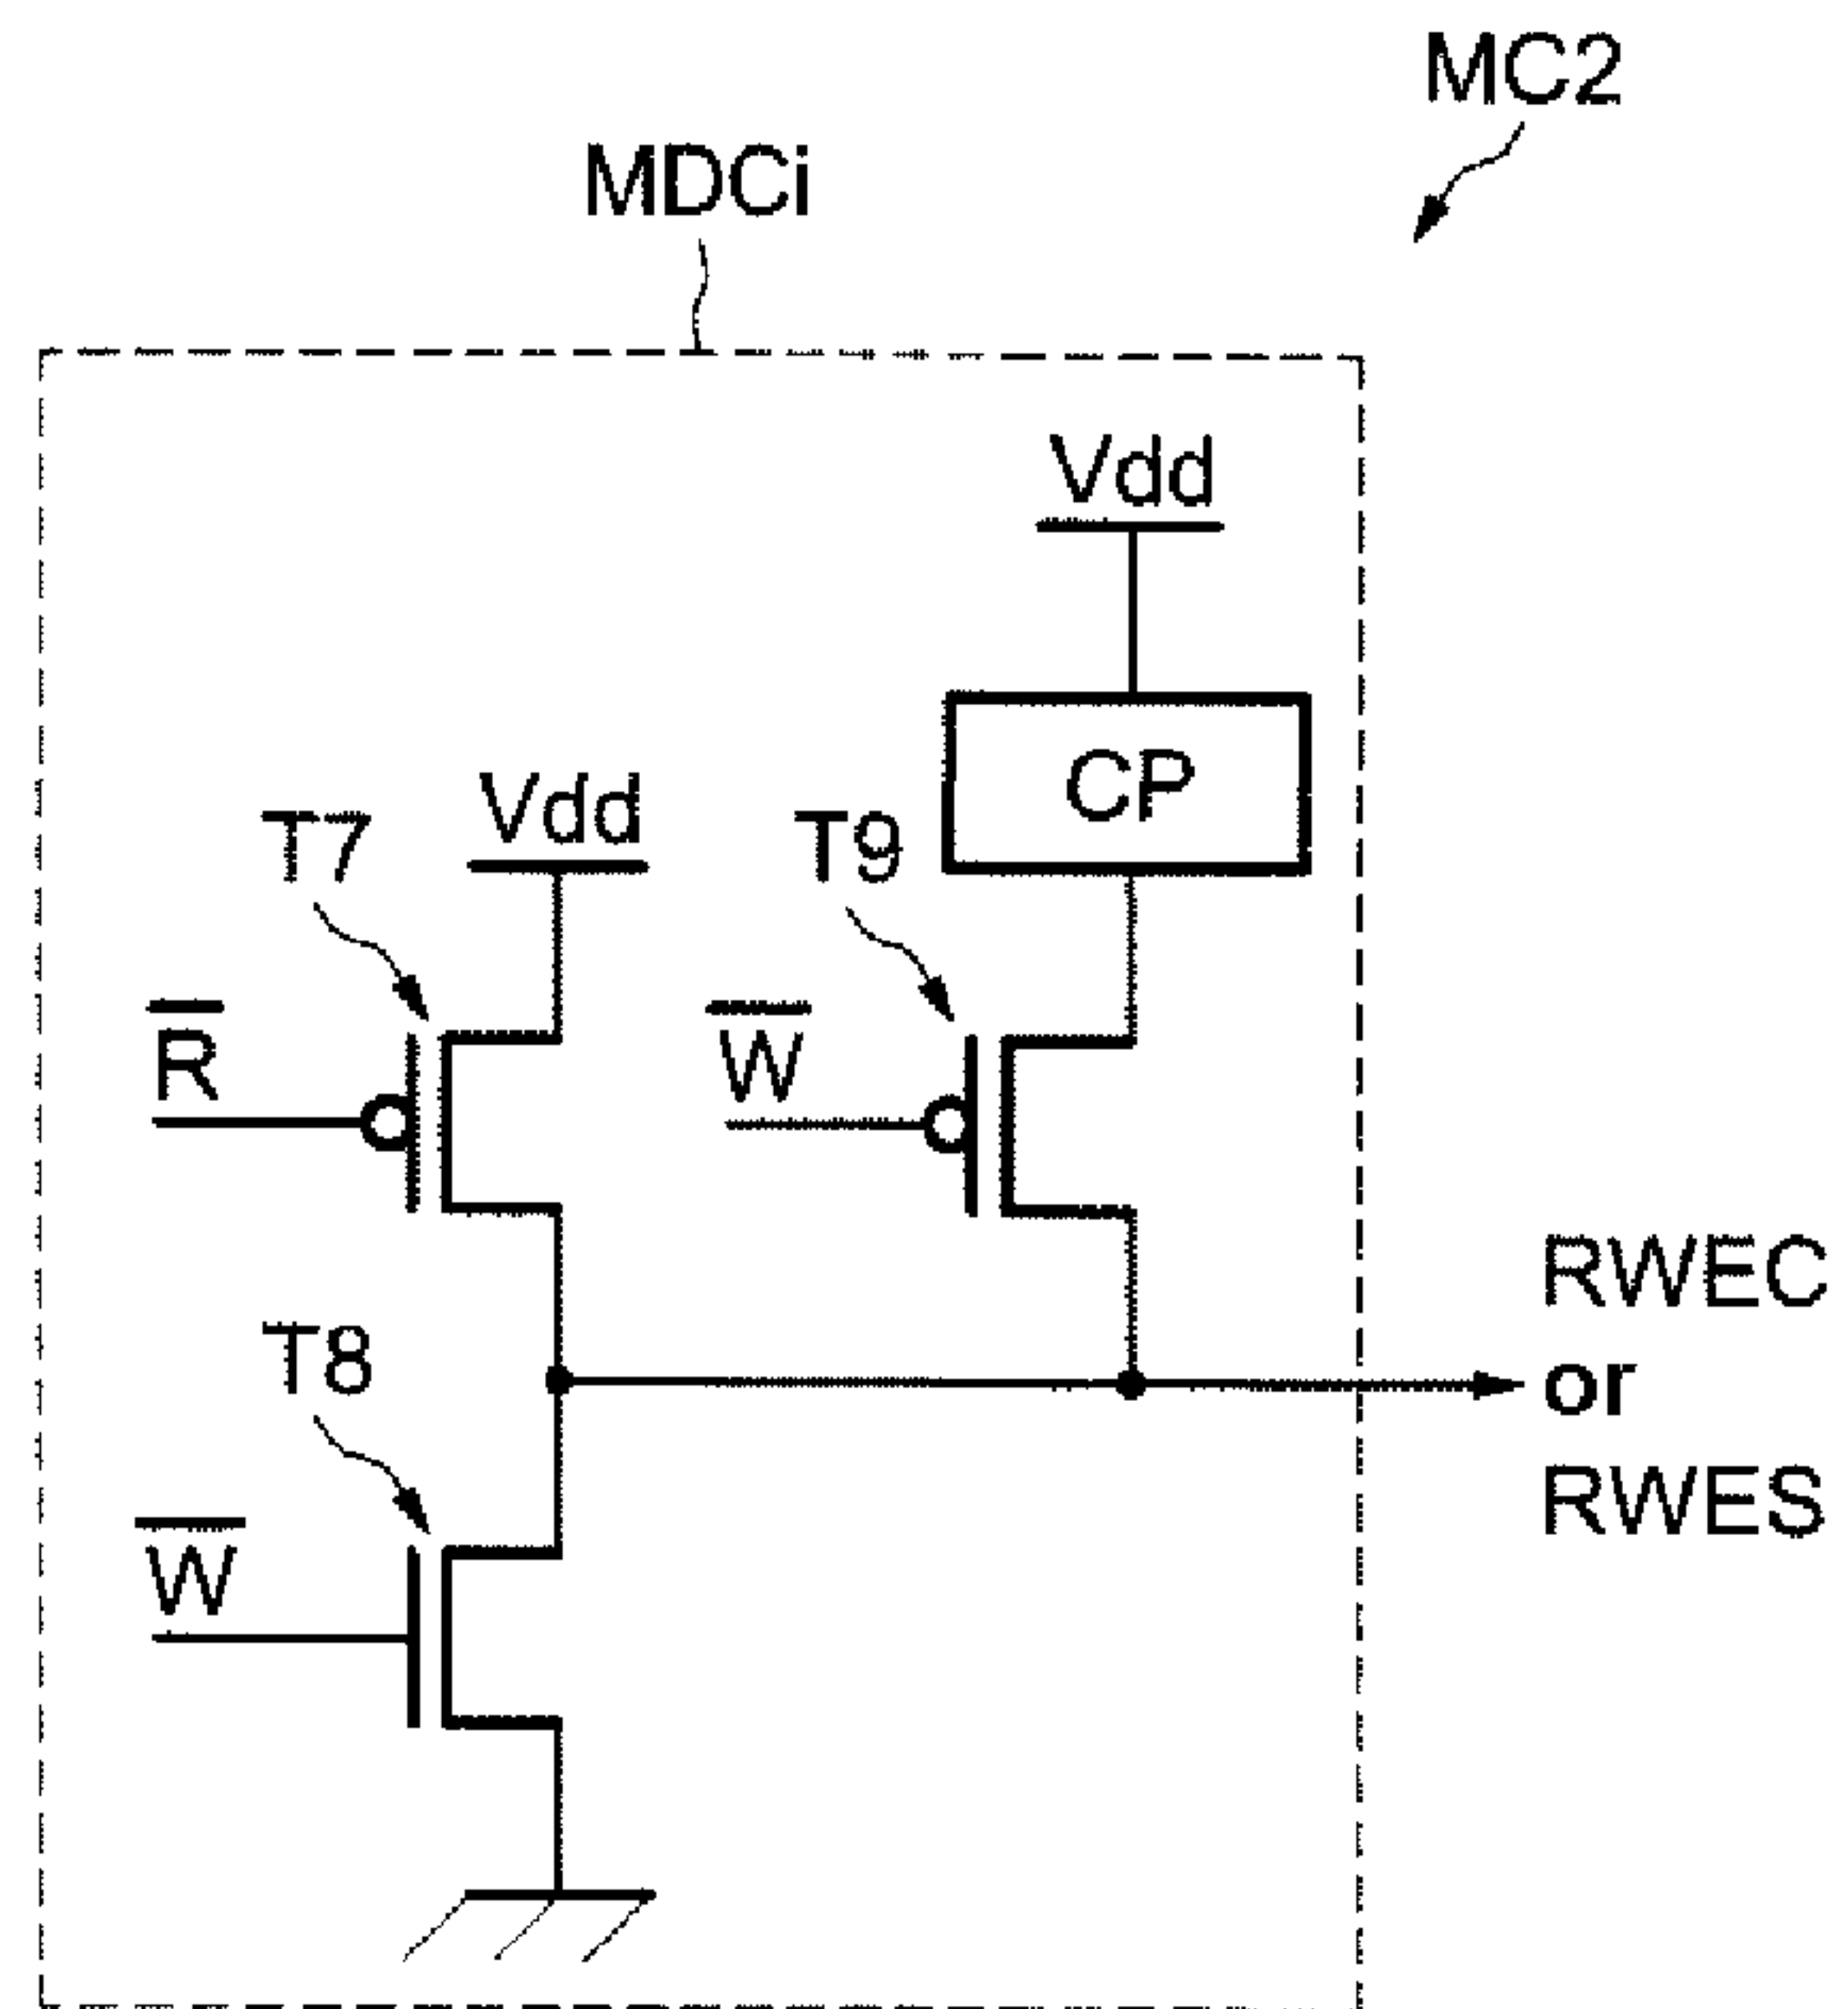 MC2
MDCi
Vdd
CP
Vdd
T7
T9
R̅
W̅
RWEC
or
RWES
T8
W̅